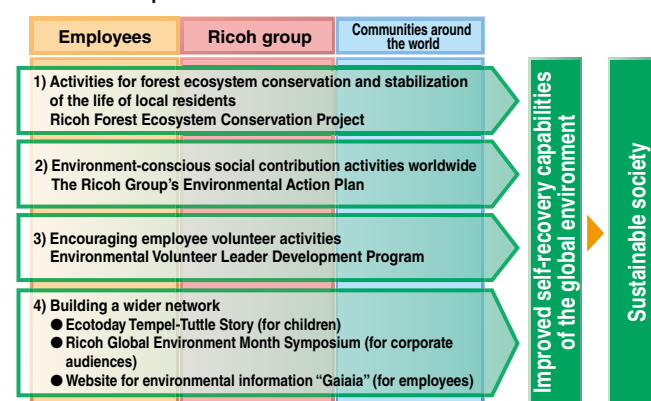 Employees
Ricoh group
Communities around
the world
1) Activities for forest ecosystem conservation and stabilization
of the life of local residents
Ricoh Forest Ecosystem Conservation Project
2) Environment-conscious social contribution activities worldwide
The Ricoh Group's Environmental Action Plan
3) Encouraging employee volunteer activities
Environmental Volunteer Leader Development Program
4) Building a wider network
● Ecotoday Tempel-Tuttle Story (for children)
● Ricoh Global Environment Month Symposium (for corporate
audiences)
● Website for environmental information “Gaiaia” (for employees)
Improved self-recovery capabilities
of the global environment
Sustainable society